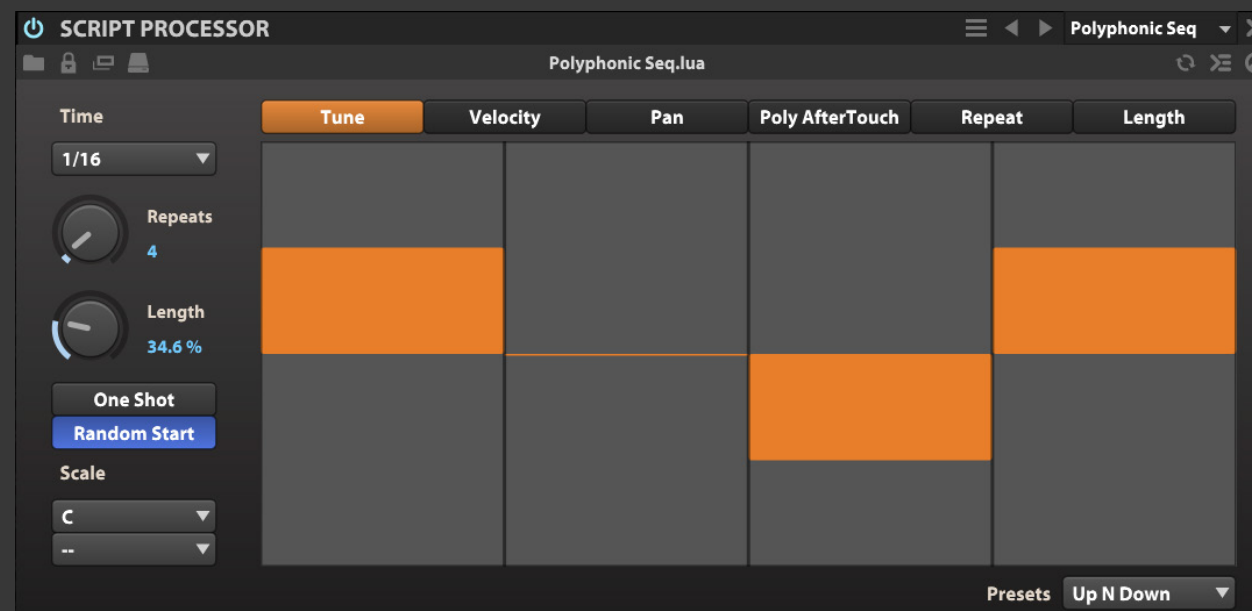 SCRIPT PROCESSOR
Polyphonic Seq
Polyphonic Seq.lua
Time
Tune Velocity Pan Poly AfterTouch Repeat Length
1/16
Repeats
4
Length
34.6 %
One Shot
Random Start
Scale
C
--
Presets Up N Down